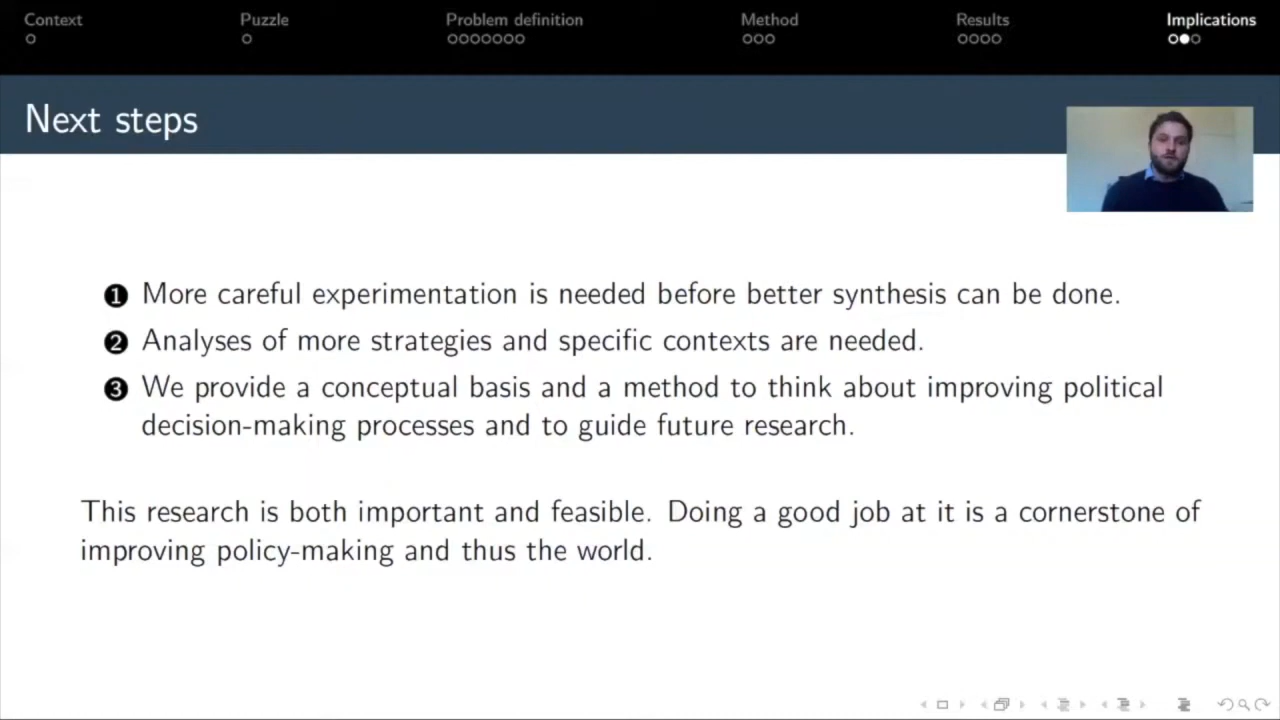 Context Puzzle Problem definition Method Results Implications
Next steps
1 More careful experimentation is needed before better synthesis can be done.
2 Analyses of more strategies and specific contexts are needed.
3 We provide a conceptual basis and a method to think about improving political
decision-making processes and to guide future research.
This research is both important and feasible. Doing a good job at it is a cornerstone of
improving policy-making and thus the world.